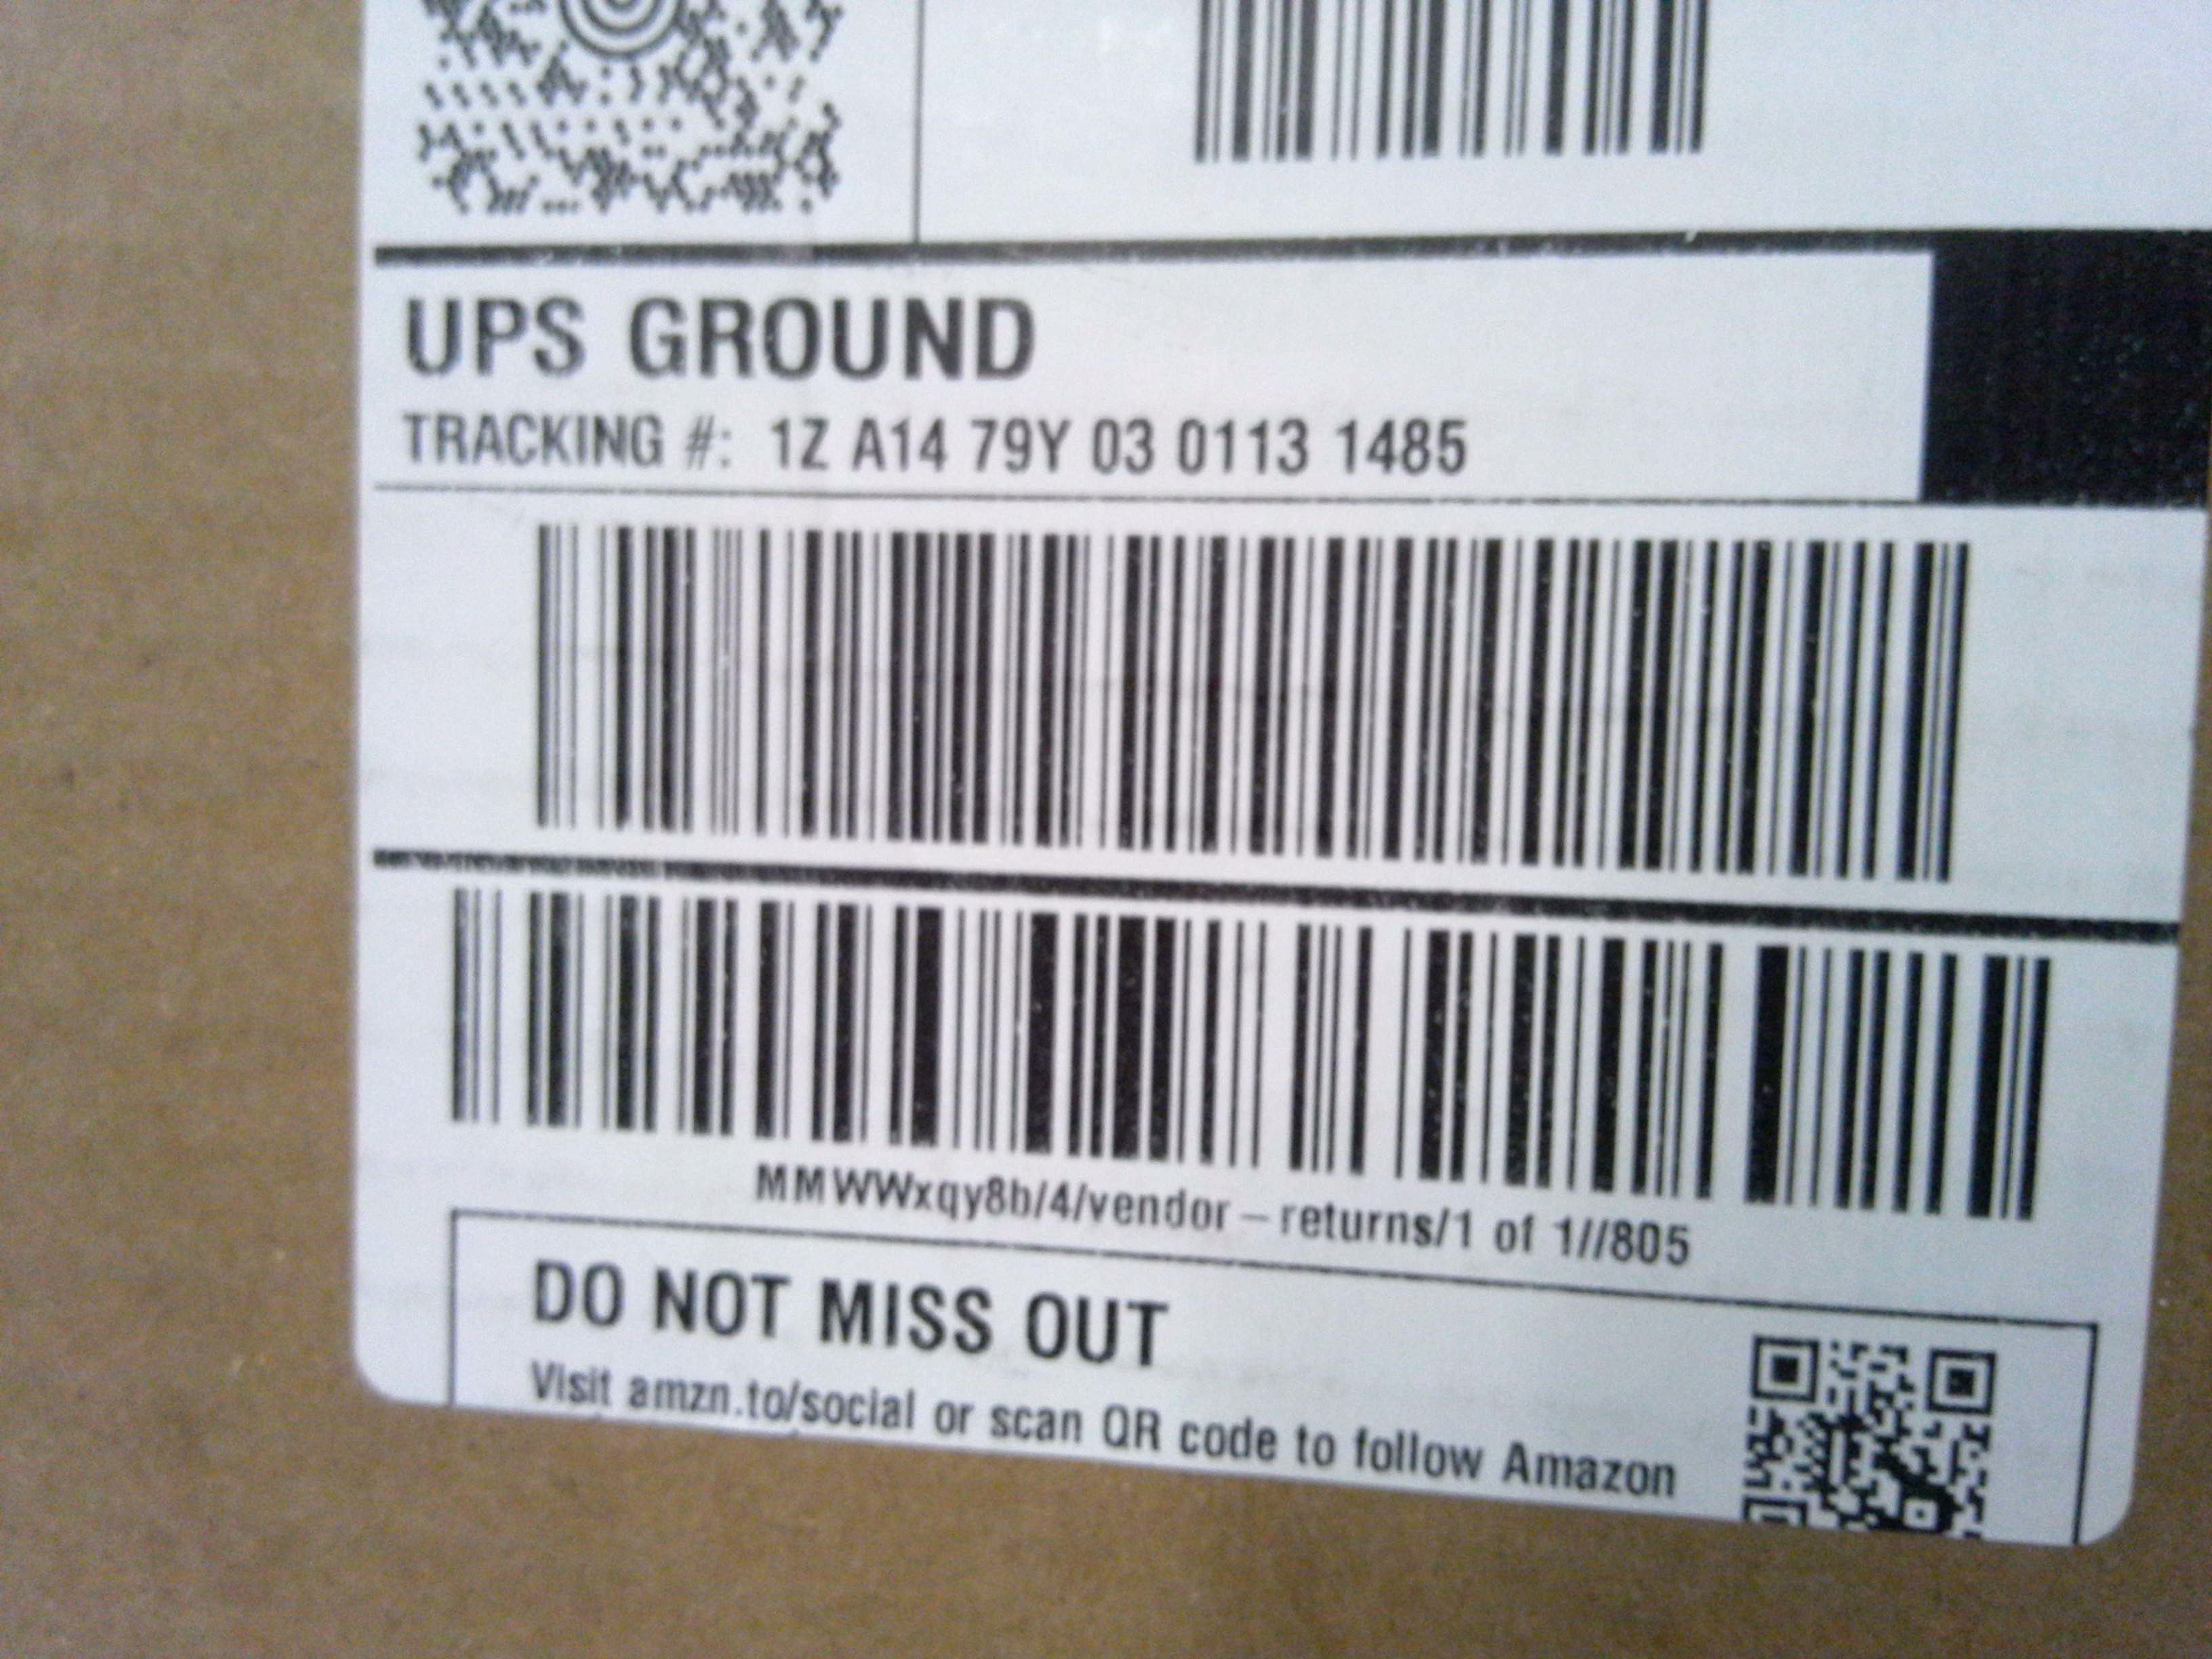 UPS GROUND
TRACKING #: 1Z A14 79Y 03 0113 1485
MMWWxqy8b/4/vendor – returns/1 of 1//805
DO NOT MISS OUT
Visit amzn.to/social or scan QR code to follow Amazon